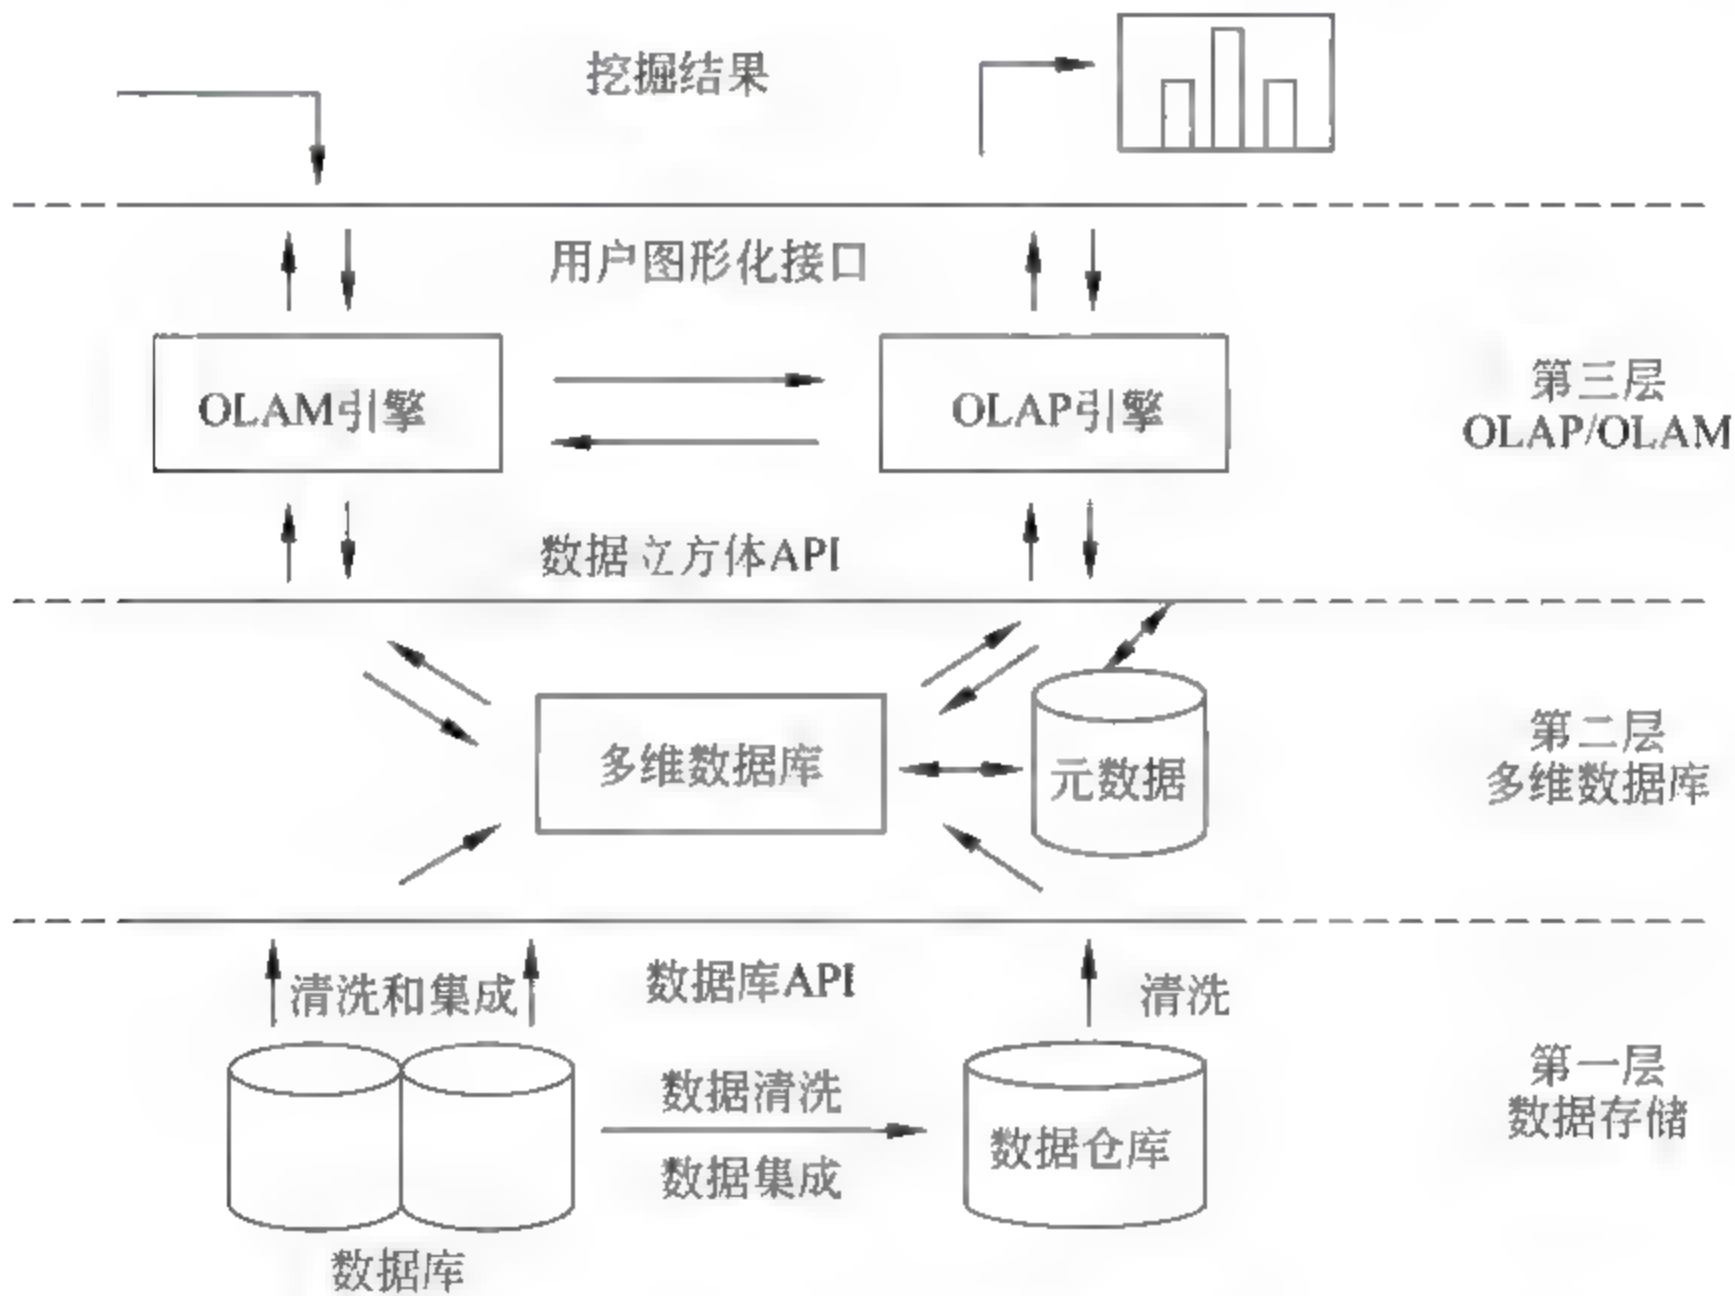 挖掘结果
用户图形化接口
OLAM引擎
OLAP引擎
第三层
OLAP/OLAM
数据立方体API
多维数据库
元数据
第二层
多维数据库
清洗和集成
数据库API
清洗
数据清洗
数据集成
数据仓库
第一层
数据存储
数据库